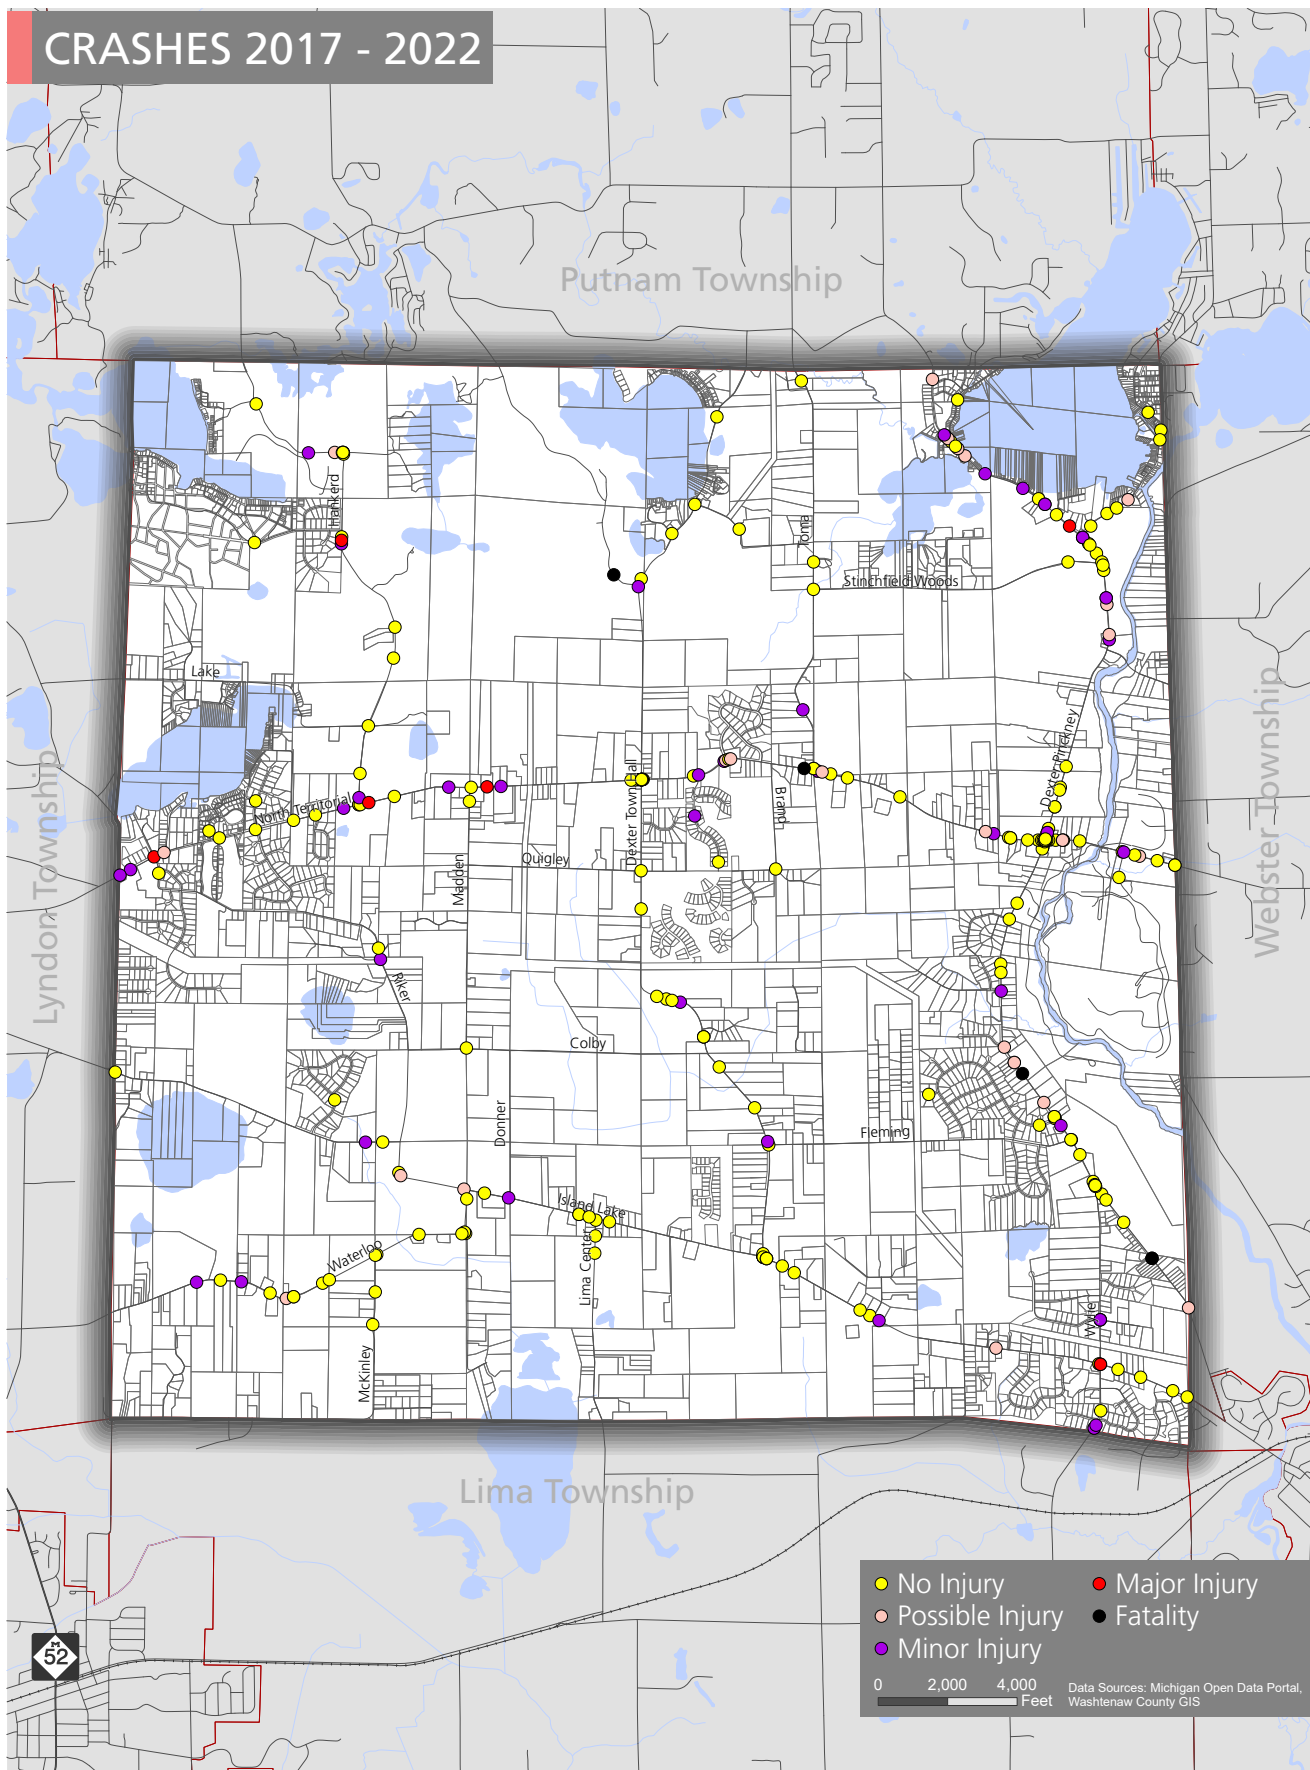 CRASHES 2017 - 2022
Putnam Township
Hankerd
Toma
Stinchfield Woods
Lake
Dexter Pinckney
Lyndon Township
Webster Township
North Territorial
Dexter Town Hall
Brand
Quigley
Madden
Riker
Colby
Donner
Fleming
Island Lake
Waterloo
Lima Center
Wylie
McKinley
Lima Township
No Injury
Possible Injury
Minor Injury
Major Injury
Fatality
0 2,000 4,000
Feet
Data Sources: Michigan Open Data Portal,
Washtenaw County GIS
M
52